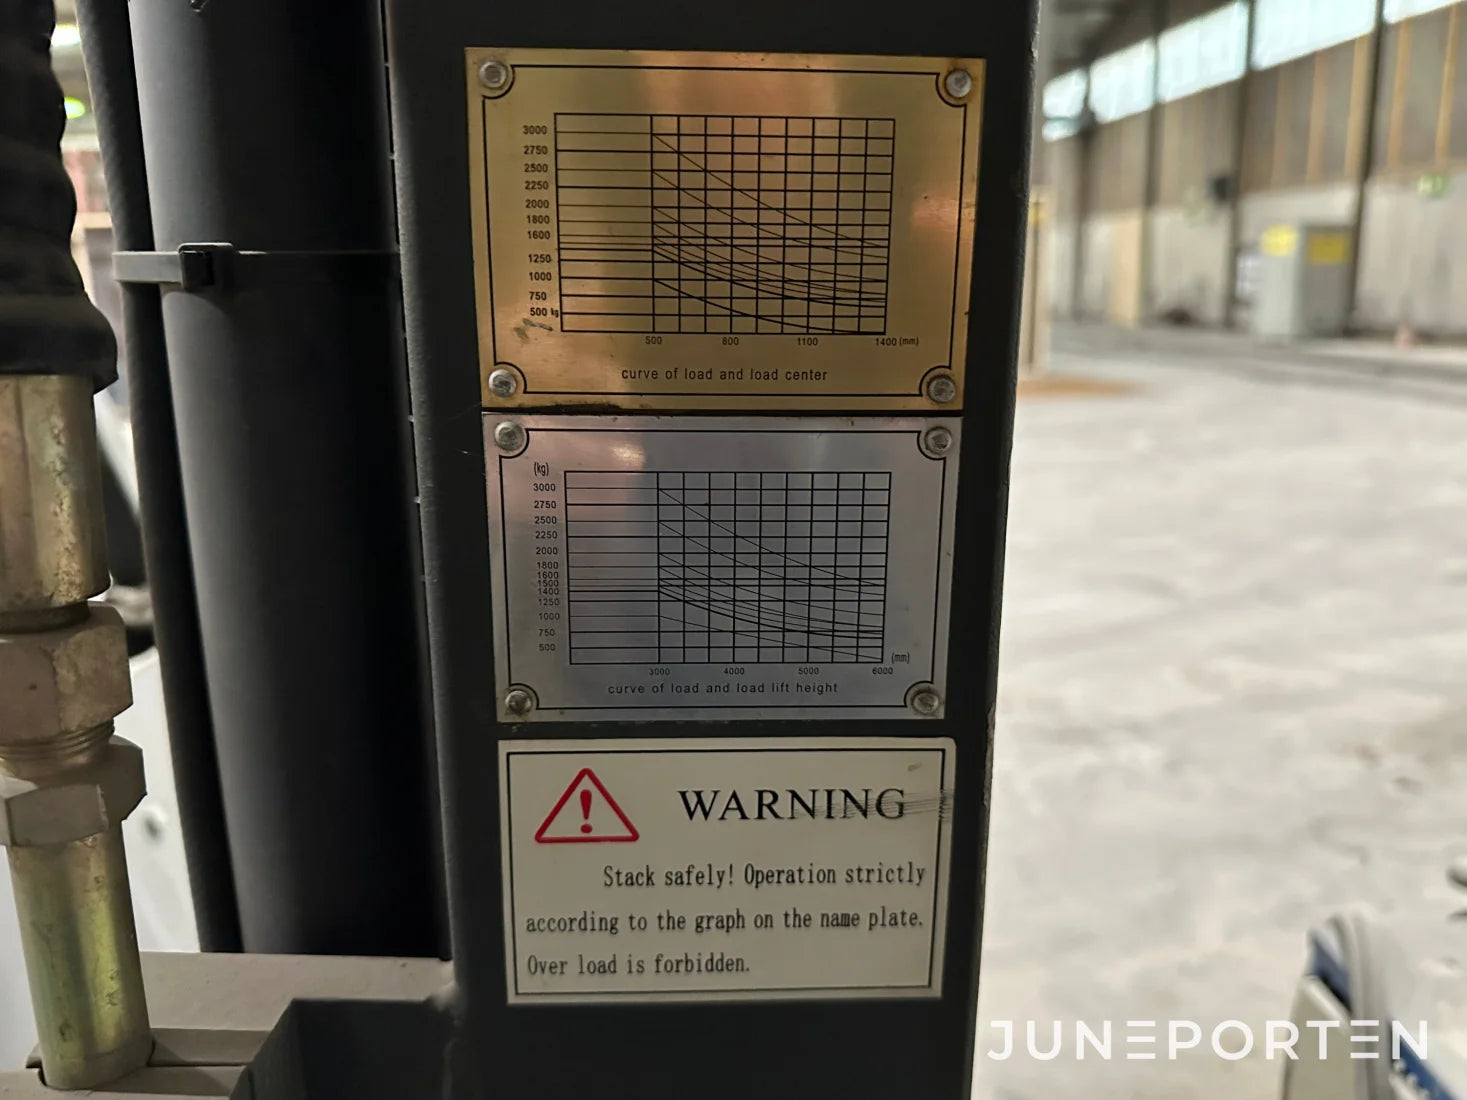 3000
2750
2500
2250
2000
1800
1600
1250
1000
750
500 kg
500 800 1100 1400 (mm)
curve of load and load center
(kg)
3000
2750
2500
2250
2000
1800
1600
1500
1400
1250
1000
750
500
(mm)
3000 4000 5000 6000
curve of load and load lift height
WARNING
Stack safely! Operation strictly
according to the graph on the name plate.
Over load is forbidden.
JUNEPORTEN